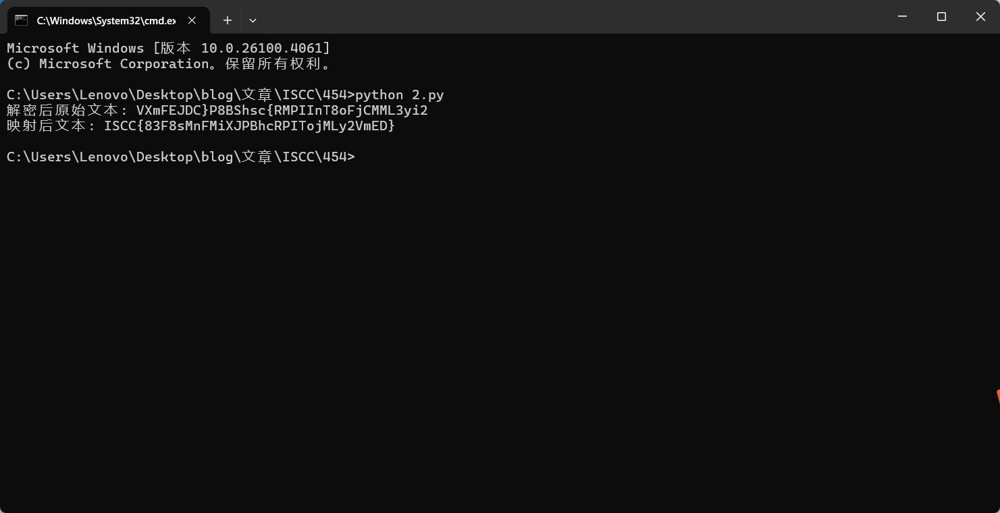 C:\Windows\System32\cmd.ex
Microsoft Windows [版本 10.0.26100.4061]
(c) Microsoft Corporation。保留所有权利。
C:\Users\Lenovo\Desktop\blog\文章\ISCC\454>python 2.py
解密后原始文本: VXmFEJDC}P8BShsc{RMPIInT8oFjCMML3yi2
映射后文本: ISCC{83F8sMnFMiXJPBhcRPITojMLy2VmED}
C:\Users\Lenovo\Desktop\blog\文章\ISCC\454>